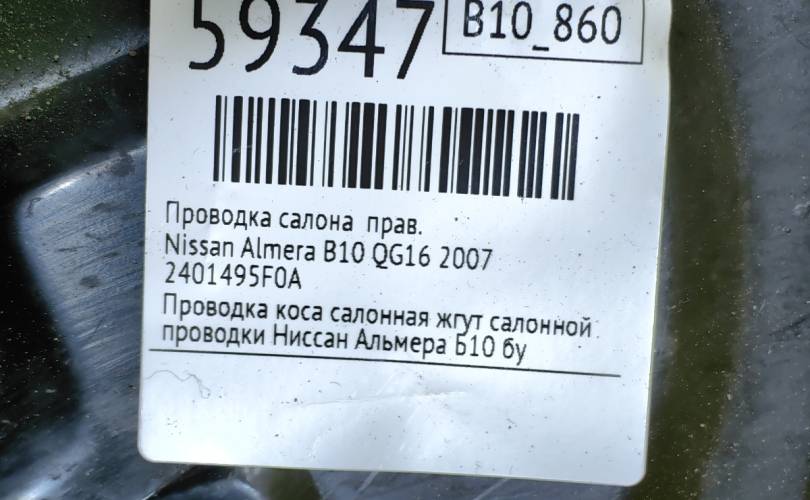 59347
B10_860
Проводка салона прав.
Nissan Almera B10 QG16 2007
2401495F0A
Проводка коса салонная жгут салонной
проводки Ниссан Альмера Б10 бу